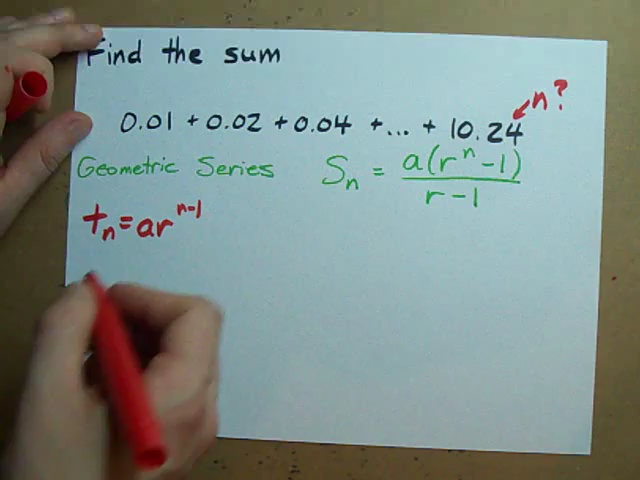 Find the sum
n?
0.01 + 0.02 + 0.04 + ... + 10.24
Geometric Series Sn = a(r^n - 1) / r - 1
tn = ar^n-1